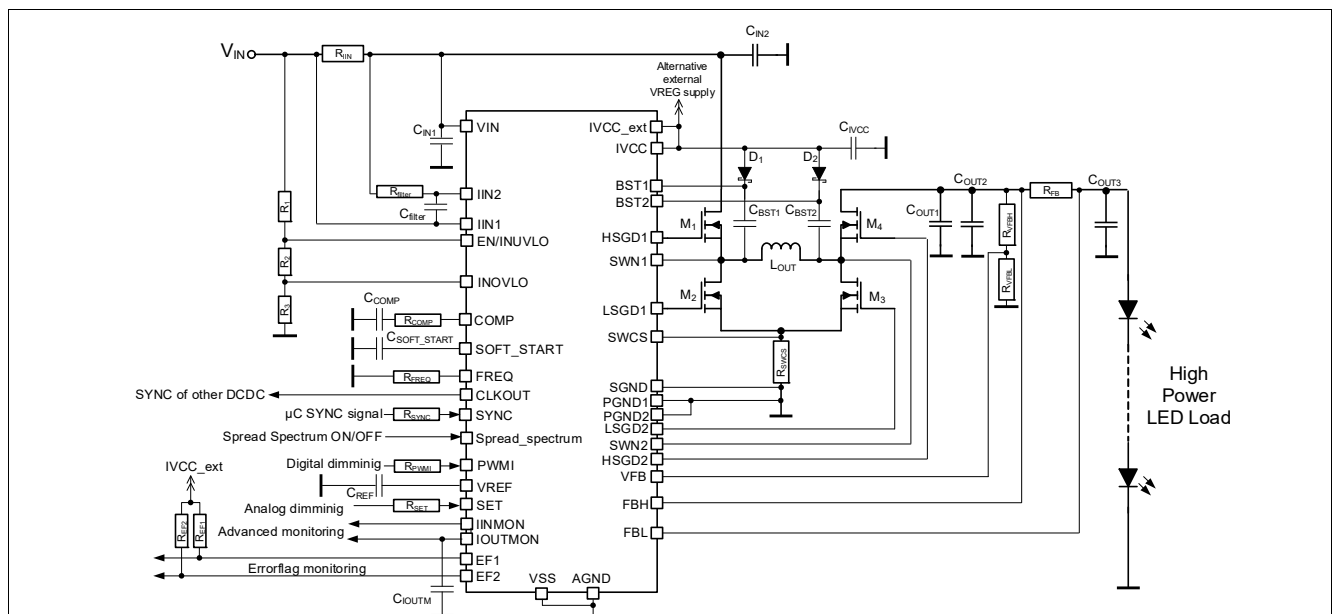 VIN
RIIN
CIN2
Alternative
external
VREG supply
CIN1
VIN
IVCC_ext
IVCC
CIVCC
D1
D2
BST1
BST2
CBST1
CBST2
Rfilter
Cfilter
IIN2
IIN1
R1
EN/INUVLO
R2
INOVLO
R3
M1
M4
HSGD1
SWN1
LOUT
M2
M3
LSGD1
SWCS
RSWCS
COUT1
COUT2
RVFBH
RVFBL
RFB
COUT3
CCOMP
RCOMP
COMP
CSOFT_START
SOFT_START
RFREQ
FREQ
SYNC of other DCDC
CLKOUT
µC SYNC signal
RSYNC
SYNC
Spread Spectrum ON/OFF
Spread_spectrum
SGND
PGND1
PGND2
LSGD2
SWN2
HSGD2
VFB
FBH
FBL
High
Power
LED Load
IVCC_ext
Digital dimminig
RPWMI
PWMI
CREF
VREF
Analog dimminig
RSET
SET
REF2
REF1
Advanced monitoring
IINMON
IOUTMON
EF1
Errorflag monitoring
EF2
CIOUTM
VSS
AGND